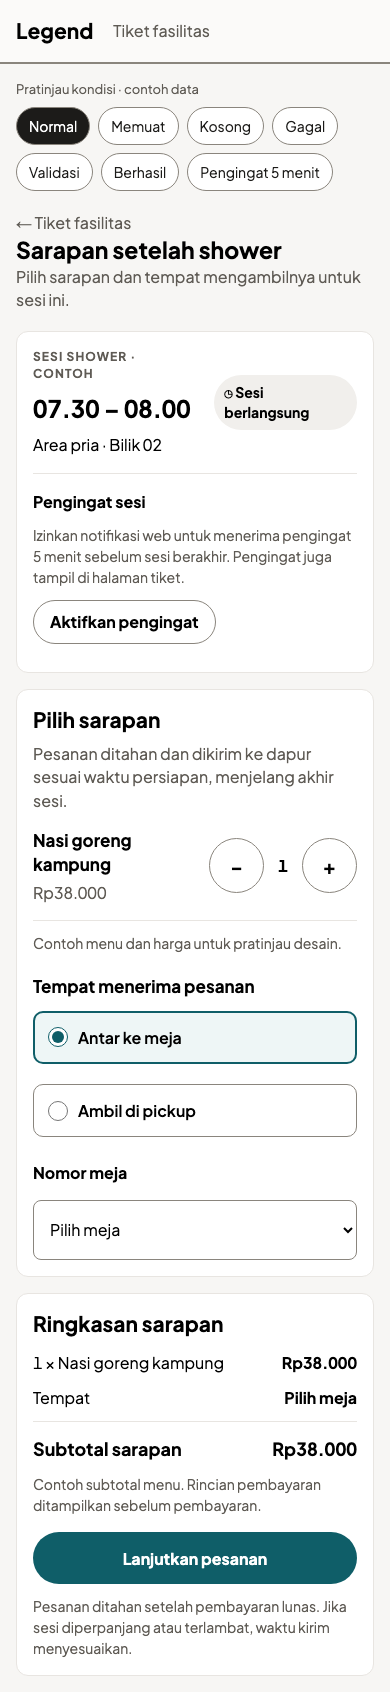 Legend Tiket fasilitas
Pratinjau kondisi · contoh data
Normal Memuat Kosong Gagal
Validasi Berhasil Pengingat 5 menit
← Tiket fasilitas
Sarapan setelah shower
Pilih sarapan dan tempat mengambilnya untuk
sesi ini.
SESI SHOWER ·
CONTOH
07.30 – 08.00
Area pria · Bilik 02
◷ Sesi
berlangsung
Pengingat sesi
Izinkan notifikasi web untuk menerima pengingat
5 menit sebelum sesi berakhir. Pengingat juga
tampil di halaman tiket.
Aktifkan pengingat
Pilih sarapan
Pesanan ditahan dan dikirim ke dapur
sesuai waktu persiapan, menjelang akhir
sesi.
Nasi goreng
kampung
Rp38.000
− 1 +
Contoh menu dan harga untuk pratinjau desain.
Tempat menerima pesanan
Antar ke meja
Ambil di pickup
Nomor meja
Pilih meja
Ringkasan sarapan
1 × Nasi goreng kampung Rp38.000
Tempat Pilih meja
Subtotal sarapan Rp38.000
Contoh subtotal menu. Rincian pembayaran
ditampilkan sebelum pembayaran.
Lanjutkan pesanan
Pesanan ditahan setelah pembayaran lunas. Jika
sesi diperpanjang atau terlambat, waktu kirim
menyesuaikan.